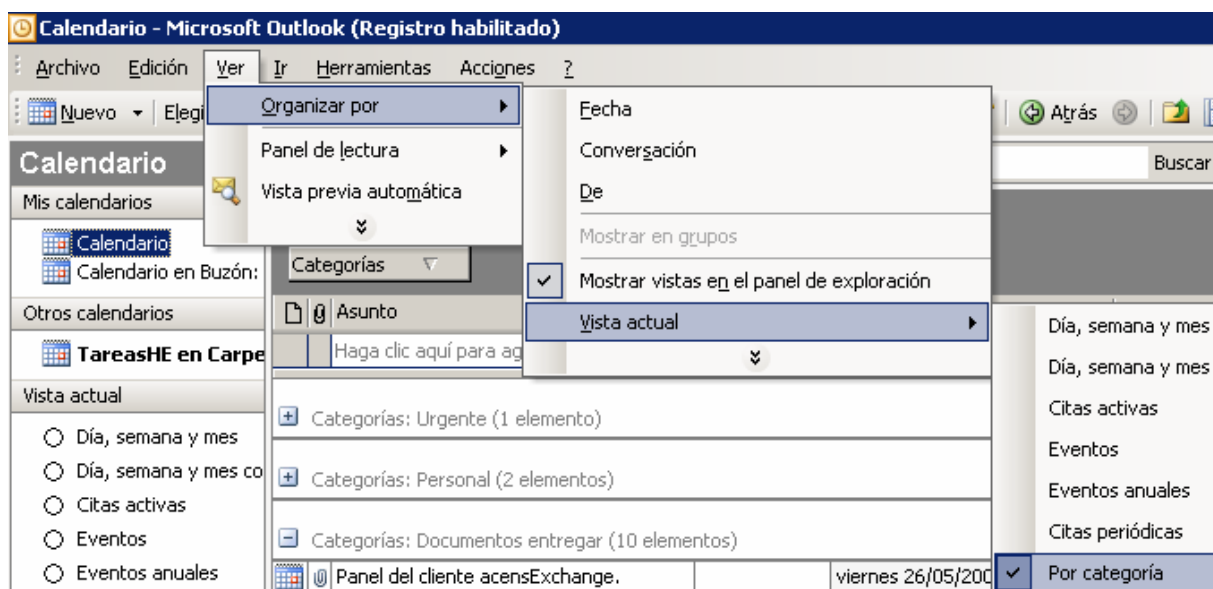 Calendario - Microsoft Outlook (Registro habilitado)
Archivo Edición Ver Ir Herramientas Acciones ?
Nuevo Elegi Atrás
Organizar por
Panel de lectura
Vista previa automática
Fecha
Conversación
De
Mostrar en grupos
Mostrar vistas en el panel de exploración
Vista actual
Día, semana y mes
Día, semana y mes
Citas activas
Eventos
Eventos anuales
Citas periódicas
Por categoría
Buscar
Calendario
Mis calendarios
Calendario
Calendario en Buzón:
Otros calendarios
TareasHE en Carpe
Vista actual
Día, semana y mes
Día, semana y mes co
Citas activas
Eventos
Eventos anuales
Categorías
Asunto
Haga clic aquí para ag
Categorías: Urgente (1 elemento)
Categorías: Personal (2 elementos)
Categorías: Documentos entregar (10 elementos)
Panel del cliente acensExchange. viernes 26/05/200